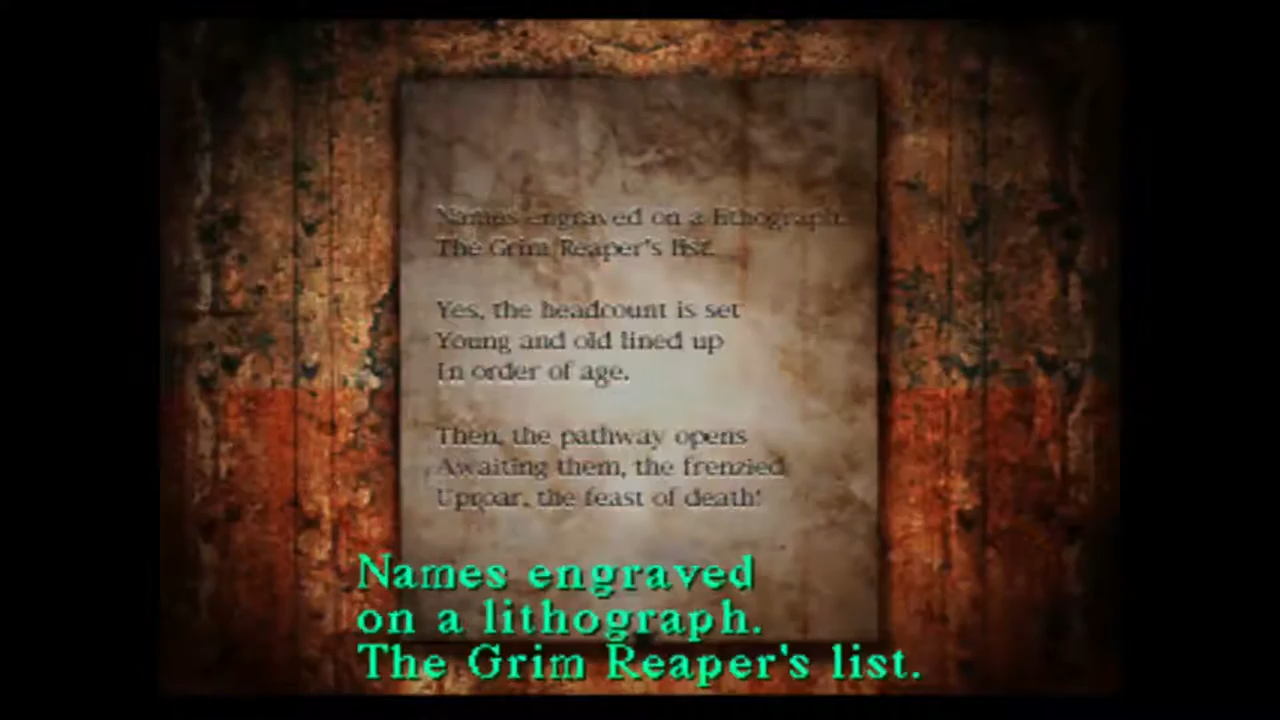 Names engraved on a lithograph.
The Grim Reaper's list.
Yes, the headcount is set
Young and old lined up
In order of age.
Then, the pathway opens
Awaiting them, the frenzied
Uproar, the feast of death!
Names engraved
on a lithograph.
The Grim Reaper's list.